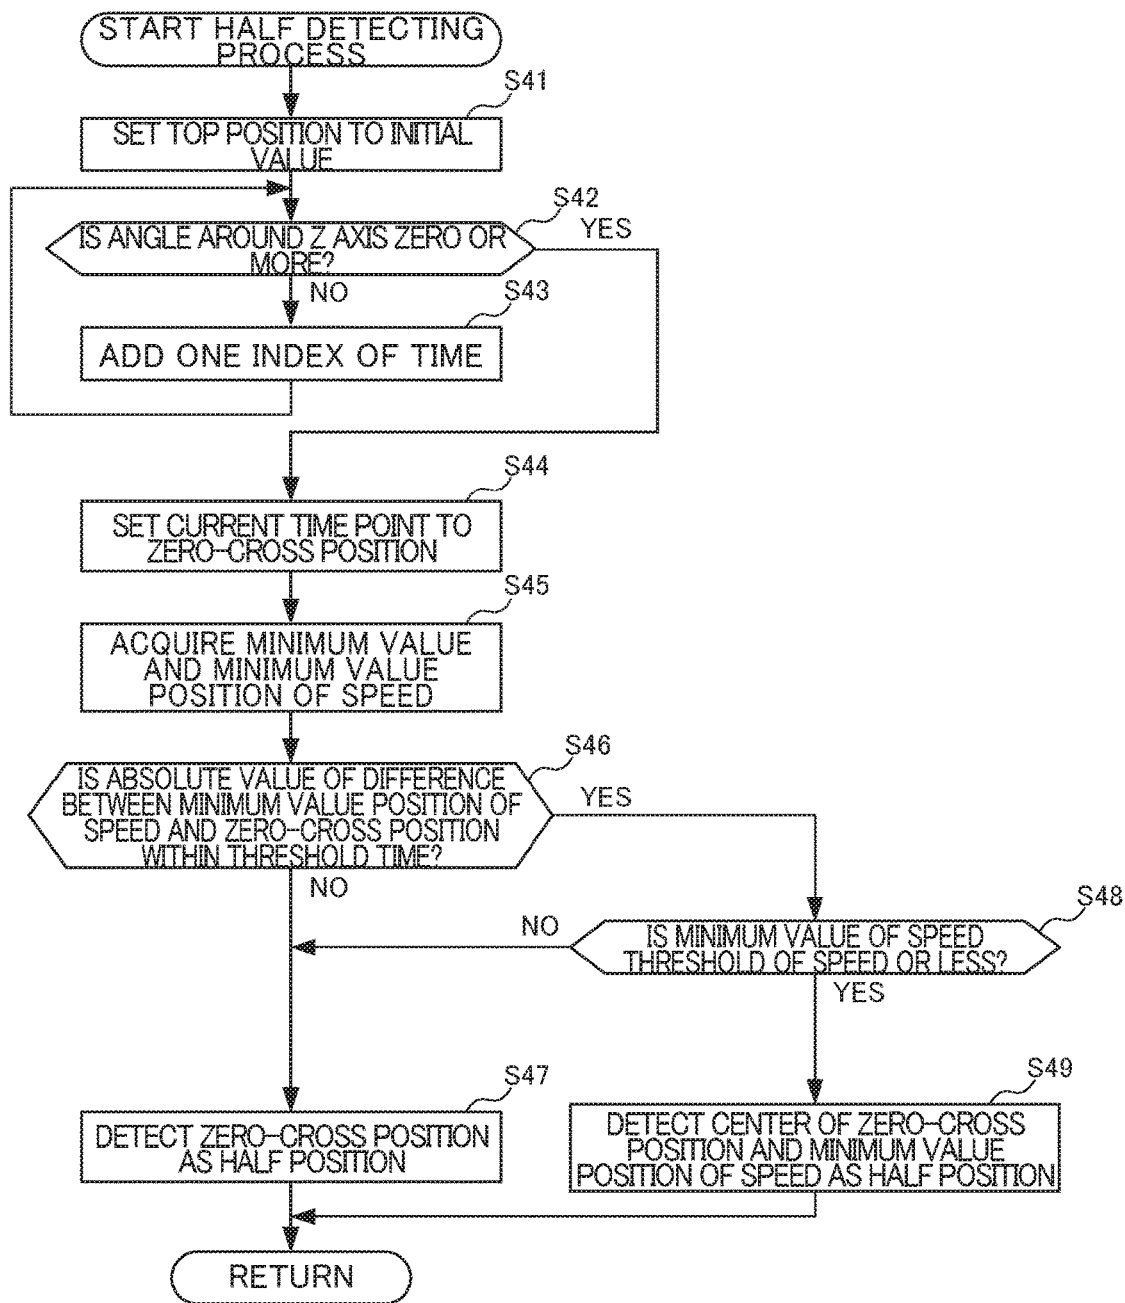 START HALF DETECTING
PROCESS
S41
SET TOP POSITION TO INITIAL
VALUE
S42
IS ANGLE AROUND Z AXIS ZERO OR
MORE?
YES
NO
S43
ADD ONE INDEX OF TIME
S44
SET CURRENT TIME POINT TO
ZERO-CROSS POSITION
S45
ACQUIRE MINIMUM VALUE
AND MINIMUM VALUE
POSITION OF SPEED
S46
IS ABSOLUTE VALUE OF DIFFERENCE
BETWEEN MINIMUM VALUE POSITION OF
SPEED AND ZERO-CROSS POSITION
WITHIN THRESHOLD TIME?
YES
NO
S48
NO
IS MINIMUM VALUE OF SPEED
THRESHOLD OF SPEED OR LESS?
YES
S47
DETECT ZERO-CROSS POSITION
AS HALF POSITION
S49
DETECT CENTER OF ZERO-CROSS
POSITION AND MINIMUM VALUE
POSITION OF SPEED AS HALF POSITION
RETURN